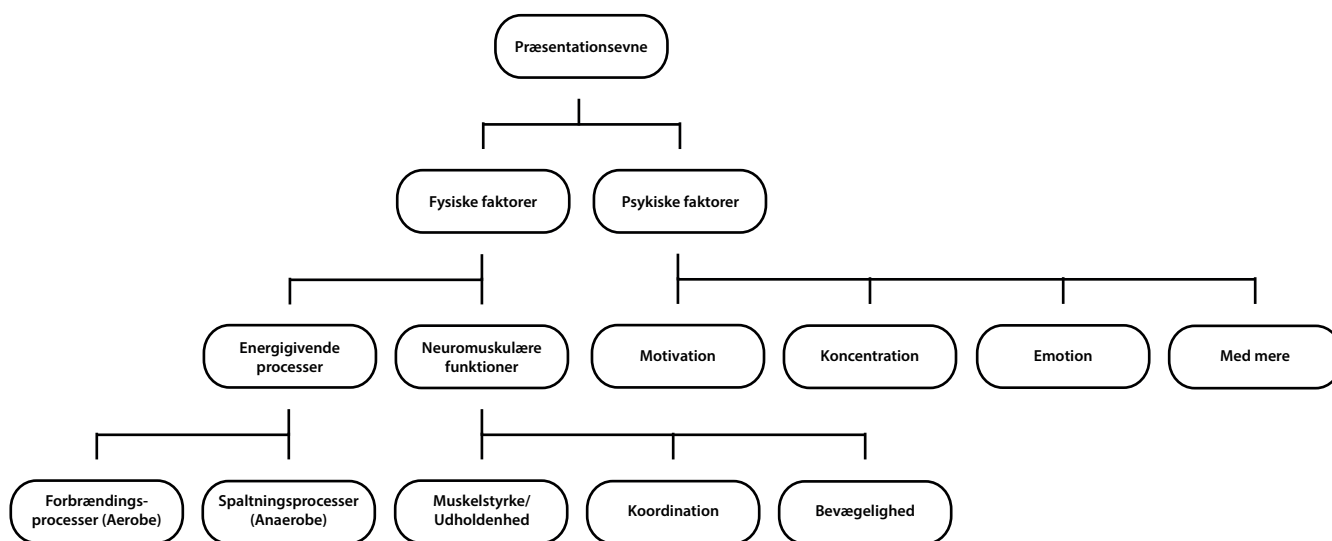 Præsentationsevne
Fysiske faktorer
Psykiske faktorer
Energigivende
processer
Neuromuskulære
funktioner
Motivation
Koncentration
Emotion
Med mere
Forbrændings-
processer (Aerobe)
Spaltningsprocesser
(Anaerobe)
Muskelstyrke/
Udholdenhed
Koordination
Bevægelighed